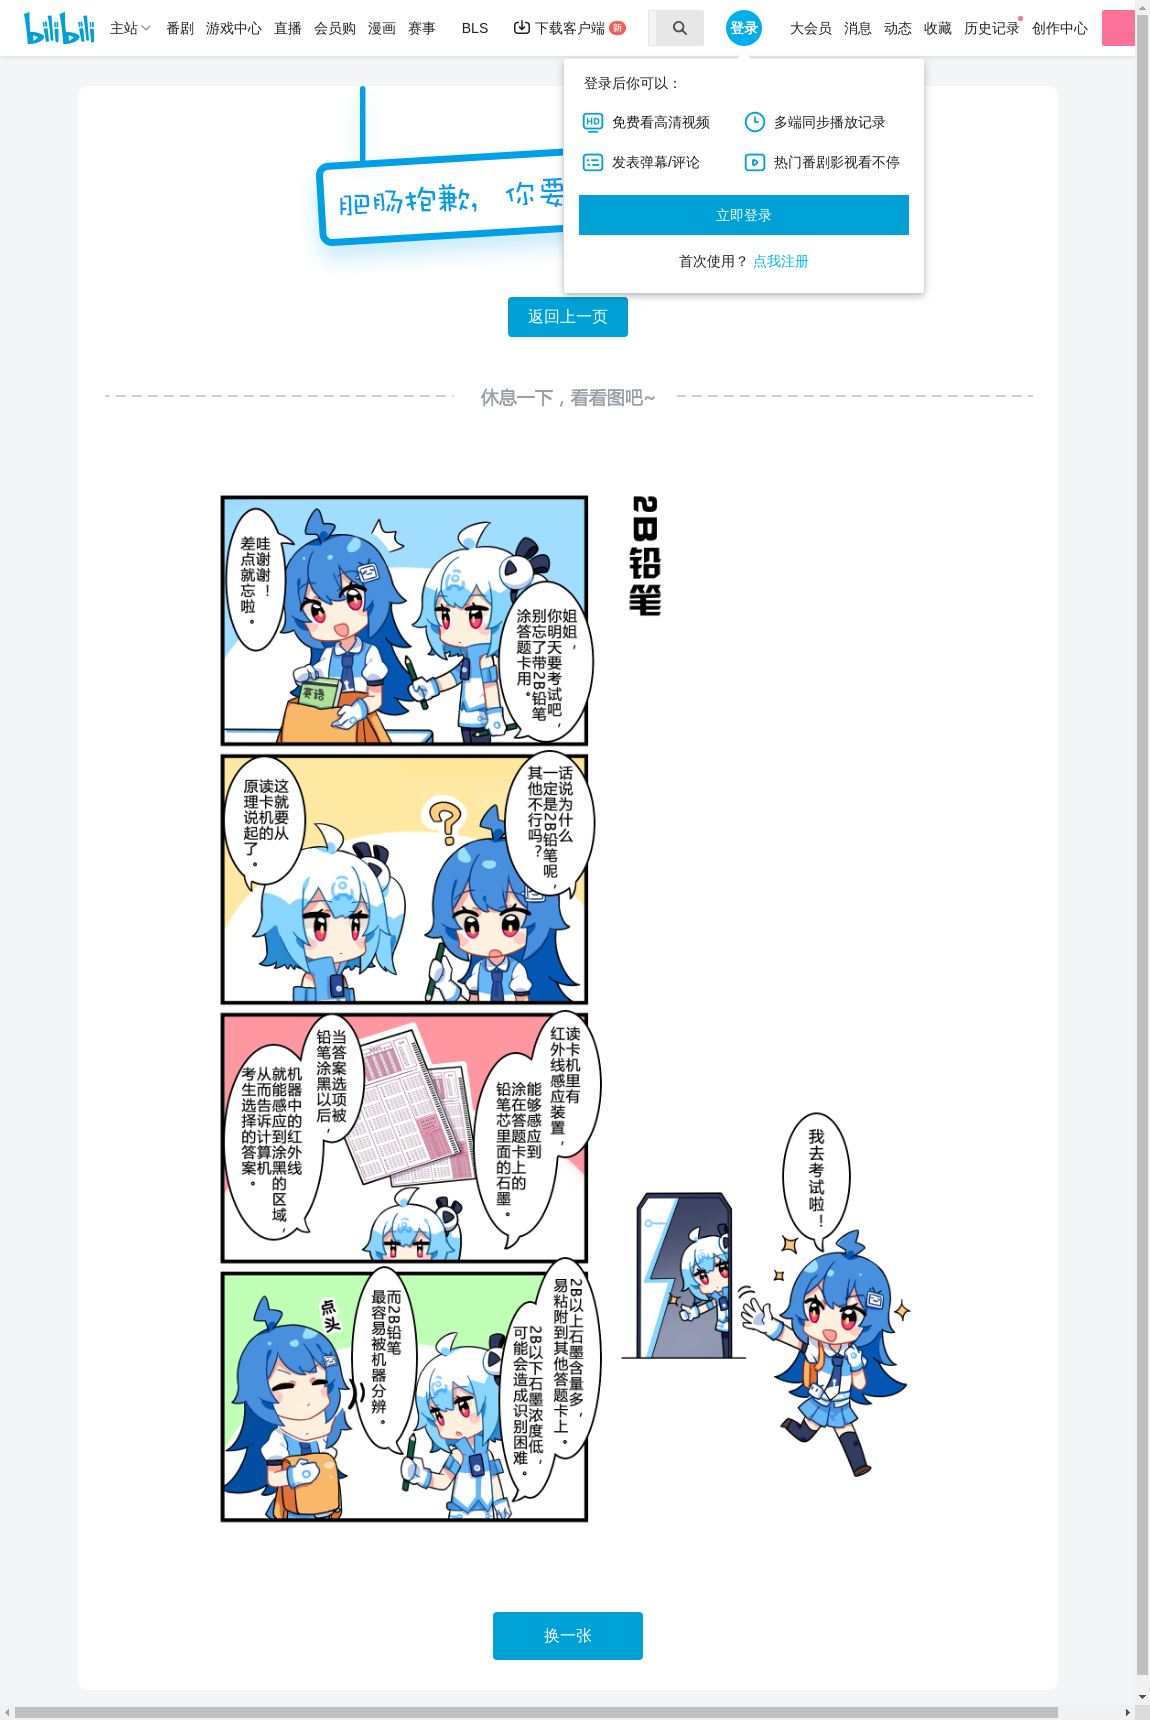 bilibili
主站
番剧
游戏中心
直播
会员购
漫画
赛事
BLS
下载客户端
新
登录
大会员
消息
动态
收藏
历史记录
创作中心
登录后你可以：
免费看高清视频
多端同步播放记录
发表弹幕/评论
热门番剧影视看不停
立即登录
首次使用？ 点我注册
肥肠抱歉，你要
返回上一页
休息一下，看看图吧~
2B铅笔
哇谢谢！
差点就忘啦。
姐姐，
你明天要考试吧，
别忘了带2B铅笔
涂答题卡用。
英语
话说为什么
一定是2B铅笔呢，
其他不行吗？
这就要从
读卡机的
原理说起了。
读卡机里有
红外线感应装置，
能够感应到
涂在答题卡上的
铅笔芯里面的石墨。
当答案选项被
铅笔涂黑以后，
机器中的红外线
就能感应到涂黑的区域，
从而告诉计算机
考生选择的答案。
2B以上石墨含量多，
易粘附到其他答题卡上。
2B以下石墨浓度低，
可能会造成识别困难。
而2B铅笔
最容易被机器分辨。
点头
我去考试啦！
换一张